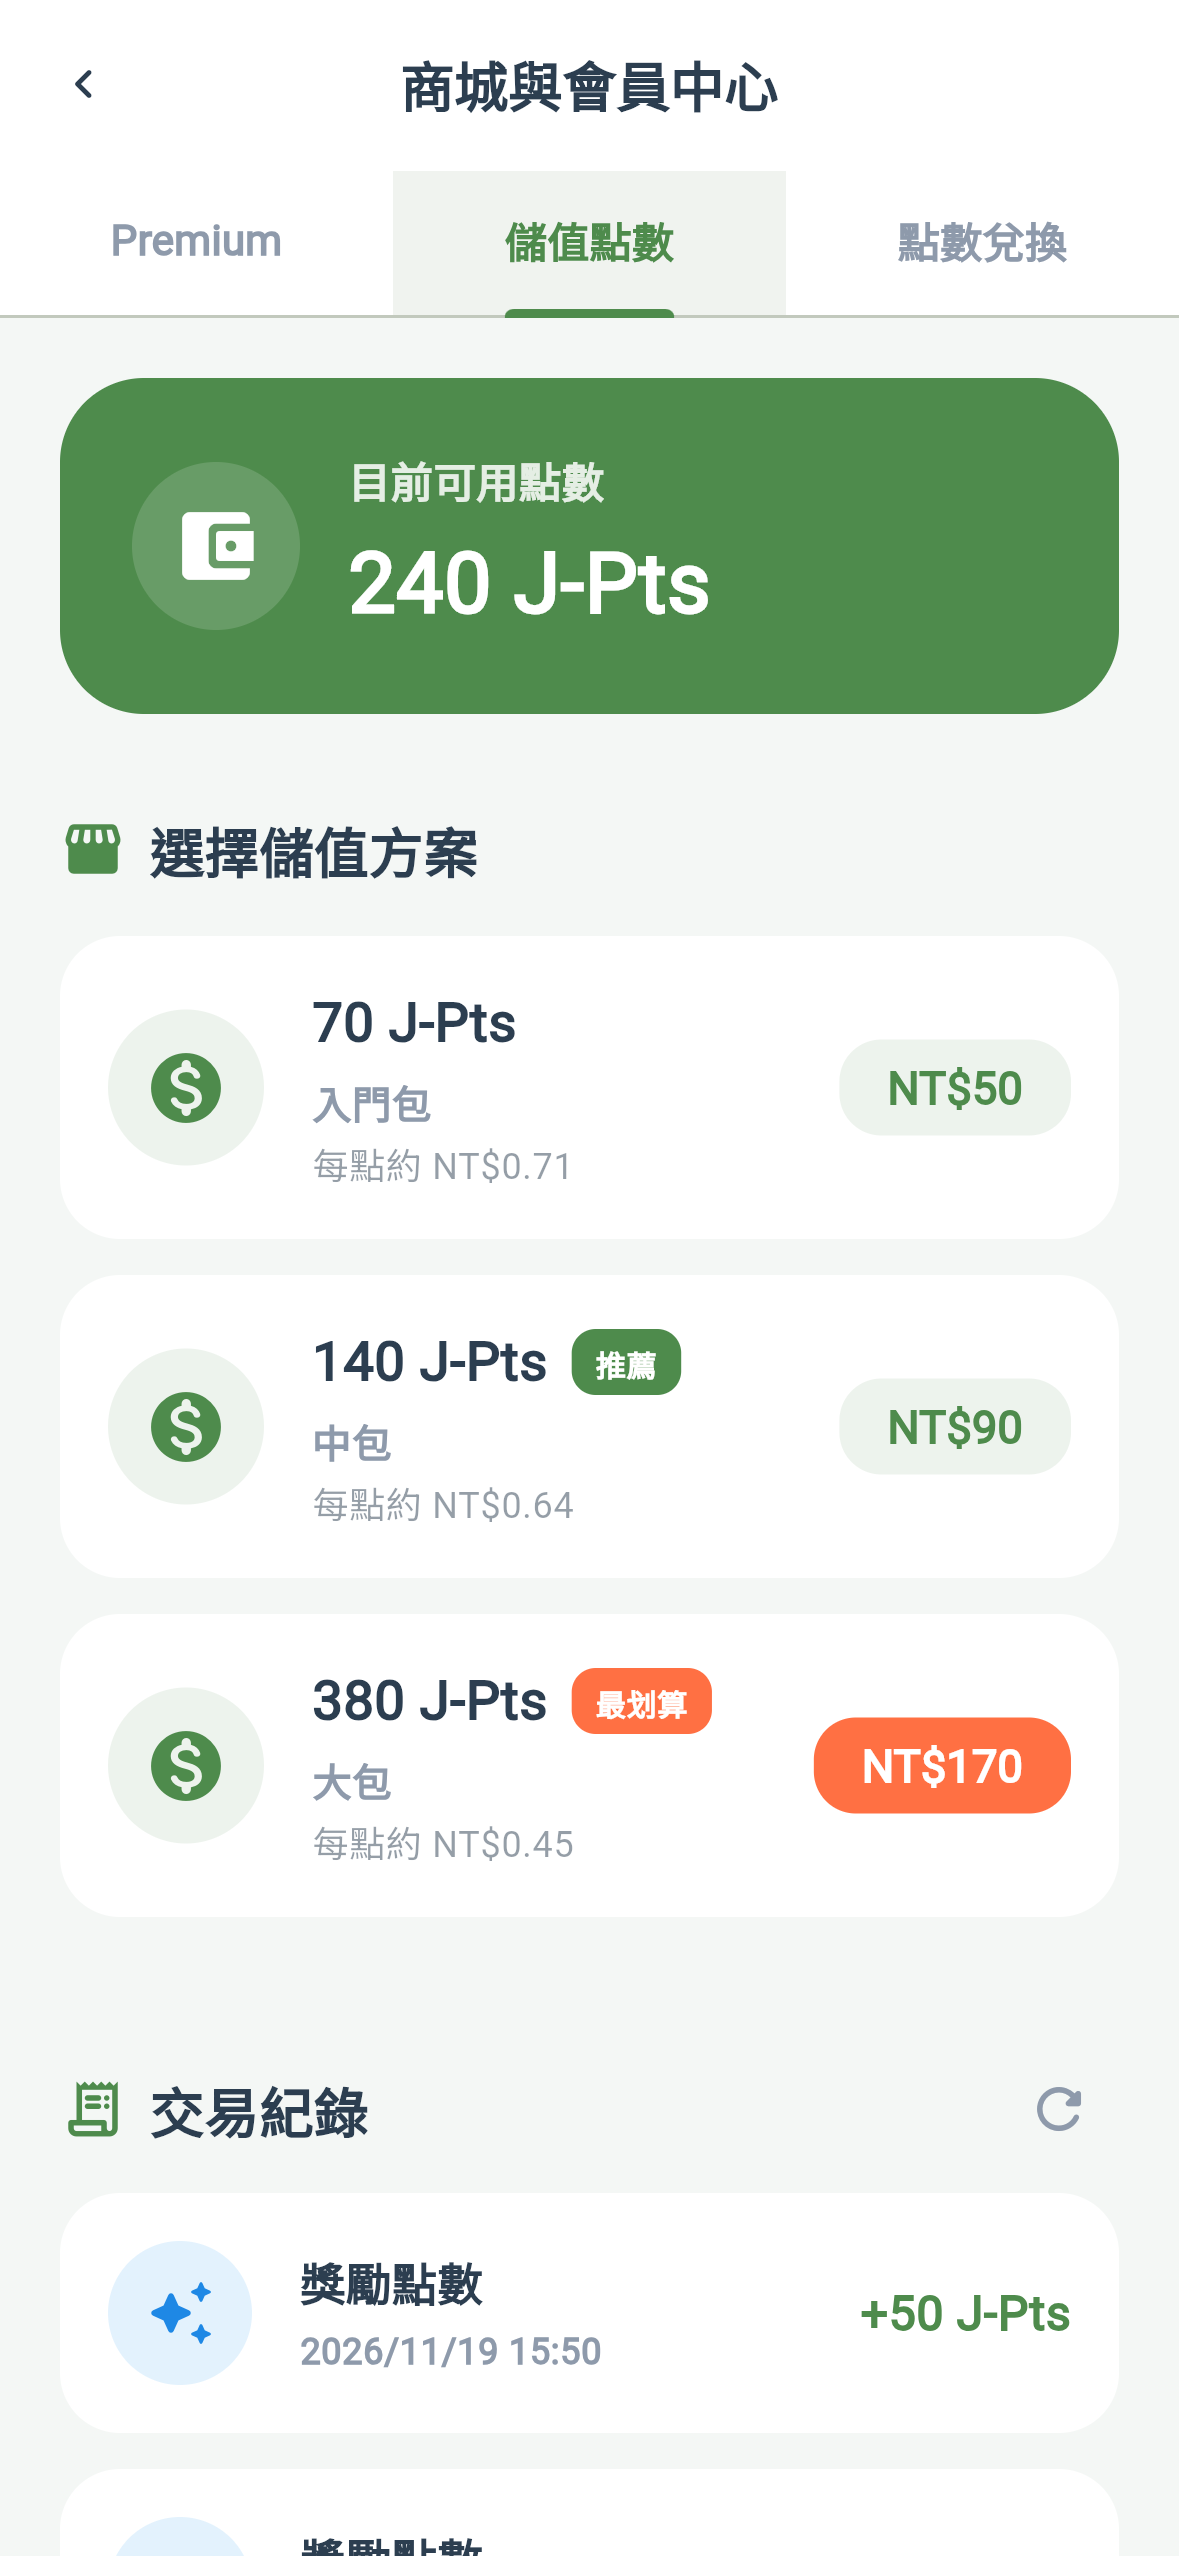 商城與會員中心
Premium
儲值點數
點數兌換
目前可用點數
240 J-Pts
選擇儲值方案
70 J-Pts
入門包
每點約 NT$0.71
NT$50
140 J-Pts
推薦
中包
每點約 NT$0.64
NT$90
380 J-Pts
最划算
大包
每點約 NT$0.45
NT$170
交易紀錄
獎勵點數
2026/11/19 15:50
+50 J-Pts
獎勵點數